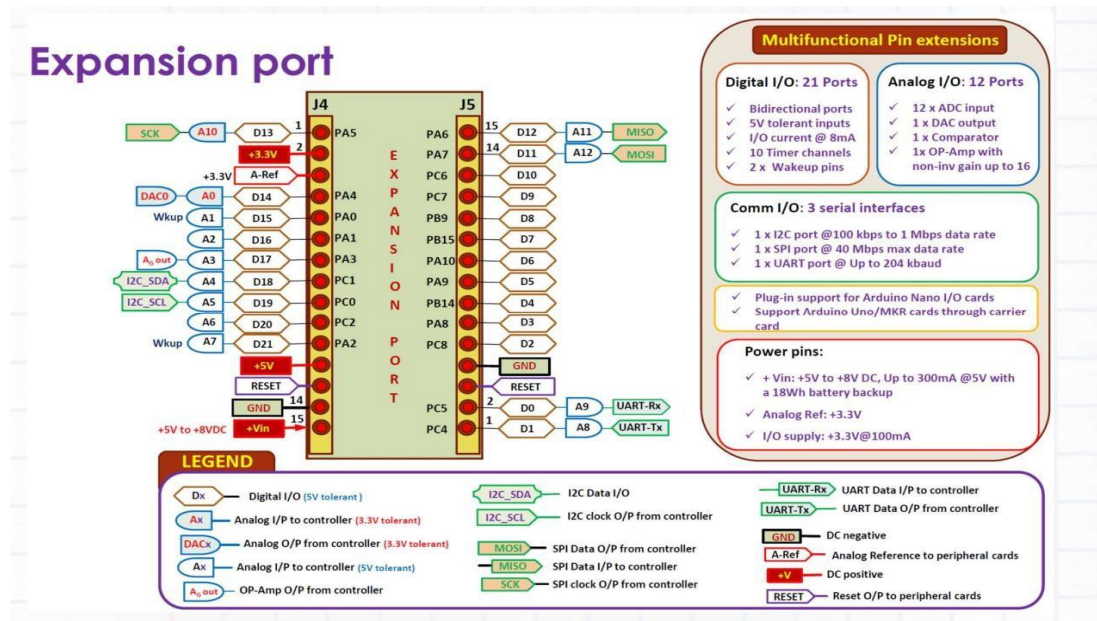 Expansion port
J4 J5
SCK A10 D13 1 PA5
+3.3V 2
+3.3V A-Ref
DAC0 A0 D14 PA4
Wkup A1 D15 PA0
A2 D16 PA1
AG out A3 D17 PA3
I2C_SDA A4 D18 PC1
I2C_SCL A5 D19 PC0
A6 D20 PC2
Wkup A7 D21 PA2
+5V
RESET
GND 14
+5V to +8VDC +Vin 15
EXPANSION PORT
PA6 15 D12 A11 MISO
PA7 14 D11 A12 MOSI
PC6 D10
PC7 D9
PB9 D8
PB15 D7
PA10 D6
PA9 D5
PB14 D4
PA8 D3
PC8 D2
GND
RESET
PC5 2 D0 A9 UART-Rx
PC4 1 D1 A8 UART-Tx
Multifunctional Pin extensions
Digital I/O: 21 Ports
✓ Bidirectional ports
✓ 5V tolerant inputs
✓ I/O current @ 8mA
✓ 10 Timer channels
✓ 2 x Wakeup pins
Analog I/O: 12 Ports
✓ 12 x ADC input
✓ 1 x DAC output
✓ 1 x Comparator
✓ 1x OP-Amp with
non-inv gain up to 16
Comm I/O: 3 serial interfaces
✓ 1 x I2C port @100 kbps to 1 Mbps data rate
✓ 1 x SPI port @ 40 Mbps max data rate
✓ 1 x UART port @ Up to 204 kbaud
✓ Plug-in support for Arduino Nano I/O cards
✓ Support Arduino Uno/MKR cards through carrier
card
Power pins:
✓ + Vin: +5V to +8V DC, Up to 300mA @5V with
a 18Wh battery backup
✓ Analog Ref: +3.3V
✓ I/O supply: +3.3V@100mA
LEGEND
Dx Digital I/O (5V tolerant )
Ax Analog I/P to controller (3.3V tolerant)
DACx Analog O/P from controller (3.3V tolerant)
Ax Analog I/P to controller (5V tolerant)
AG out OP-Amp O/P from controller
I2C_SDA I2C Data I/O
I2C_SCL I2C clock O/P from controller
MOSI SPI Data O/P from controller
MISO SPI Data I/P to controller
SCK SPI clock O/P from controller
UART-Rx UART Data I/P to controller
UART-Tx UART Data O/P from controller
GND DC negative
A-Ref Analog Reference to peripheral cards
+V DC positive
RESET Reset O/P to peripheral cards